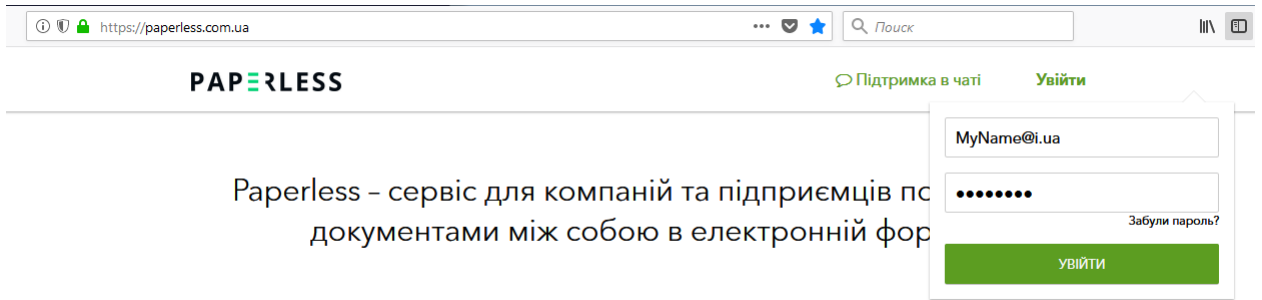 https://paperless.com.ua
Поиск
PAPERLESS
Підтримка в чаті
Увійти
MyName@i.ua
Paperless – сервіс для компаній та підприємців по
••••••••
Забули пароль?
документами між собою в електронній фор
УВІЙТИ